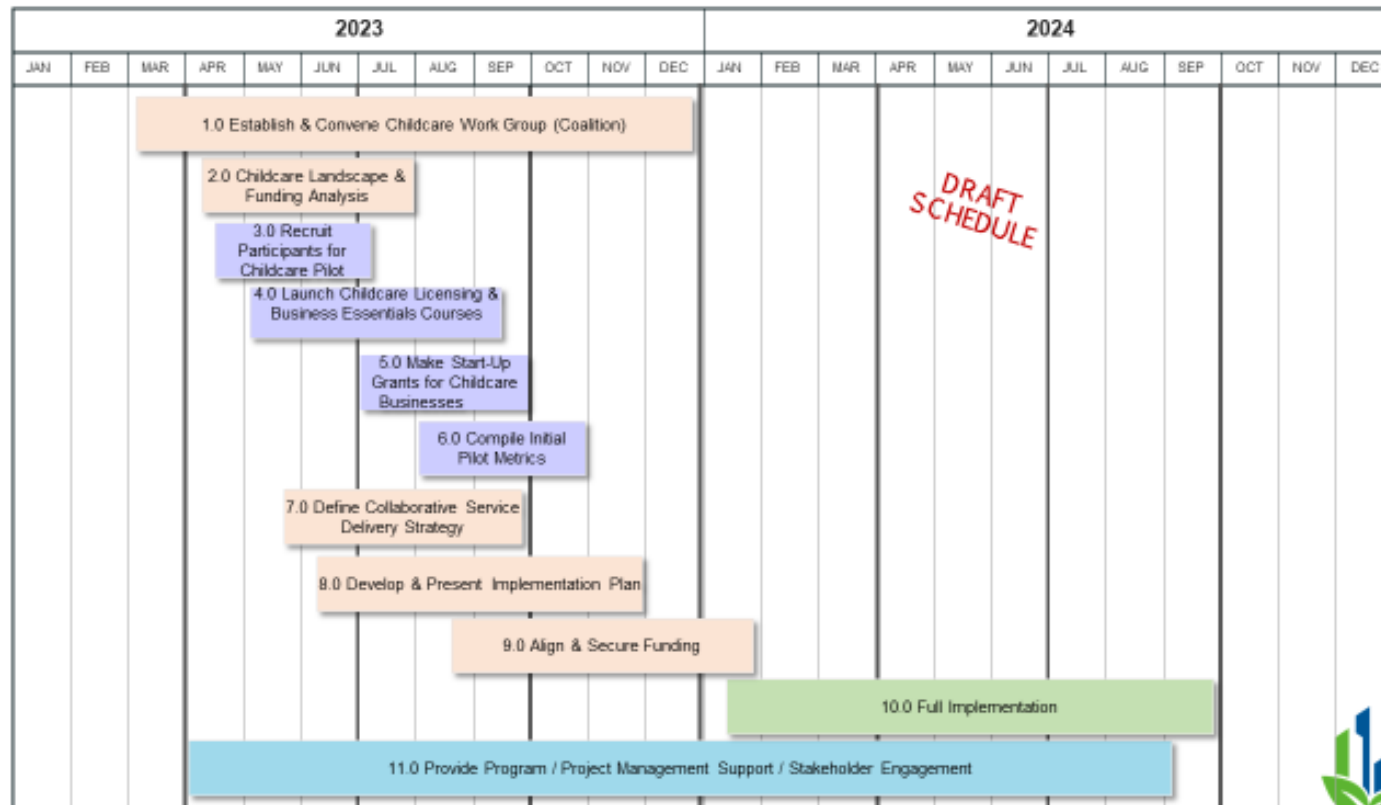 2023
2024
JAN FEB MAR APR MAY JUN JUL AUG SEP OCT NOV DEC JAN FEB MAR APR MAY JUN JUL AUG SEP OCT NOV DEC
1.0 Establish & Convene Childcare Work Group (Coalition)
2.0 Childcare Landscape &
Funding Analysis
DRAFT
SCHEDULE
3.0 Recruit
Participants for
Childcare Pilot
4.0 Launch Childcare Licensing &
Business Essentials Courses
5.0 Make Start-Up
Grants for Childcare
Businesses
6.0 Compile Initial
Pilot Metrics
7.0 Define Collaborative Service
Delivery Strategy
8.0 Develop & Present Implementation Plan
9.0 Align & Secure Funding
10.0 Full Implementation
11.0 Provide Program / Project Management Support / Stakeholder Engagement